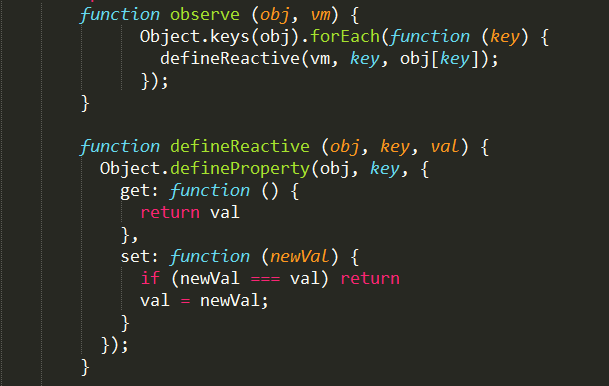 function observe (obj, vm) {
Object.keys(obj).forEach(function (key) {
defineReactive(vm, key, obj[key]);
});
}
function defineReactive (obj, key, val) {
Object.defineProperty(obj, key, {
get: function () {
return val
},
set: function (newVal) {
if (newVal === val) return
val = newVal;
}
});
}